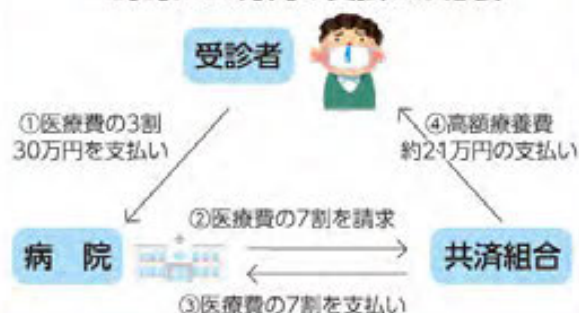 受診者
①医療費の3割
30万円を支払い
④高額療養費
約21万円の支払い
②医療費の7割を請求
病 院
共済組合
③医療費の7割を支払い